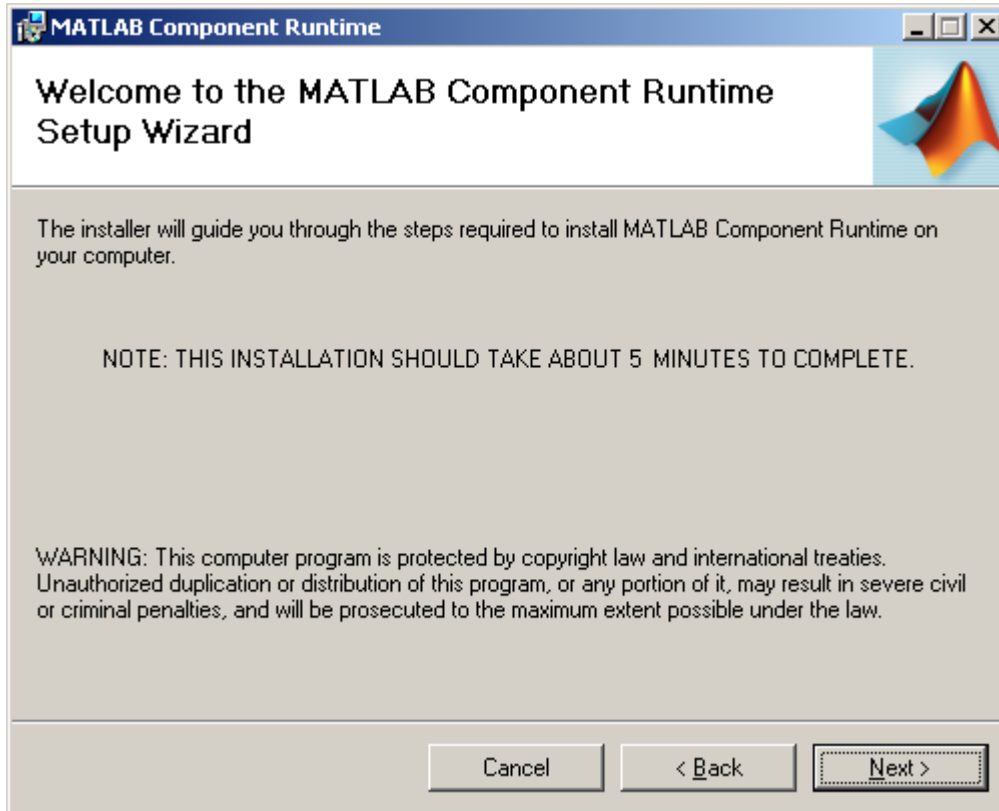 MATLAB Component Runtime
Welcome to the MATLAB Component Runtime
Setup Wizard
The installer will guide you through the steps required to install MATLAB Component Runtime on
your computer.
NOTE: THIS INSTALLATION SHOULD TAKE ABOUT 5 MINUTES TO COMPLETE.
WARNING: This computer program is protected by copyright law and international treaties.
Unauthorized duplication or distribution of this program, or any portion of it, may result in severe civil
or criminal penalties, and will be prosecuted to the maximum extent possible under the law.
Cancel
< Back
Next >